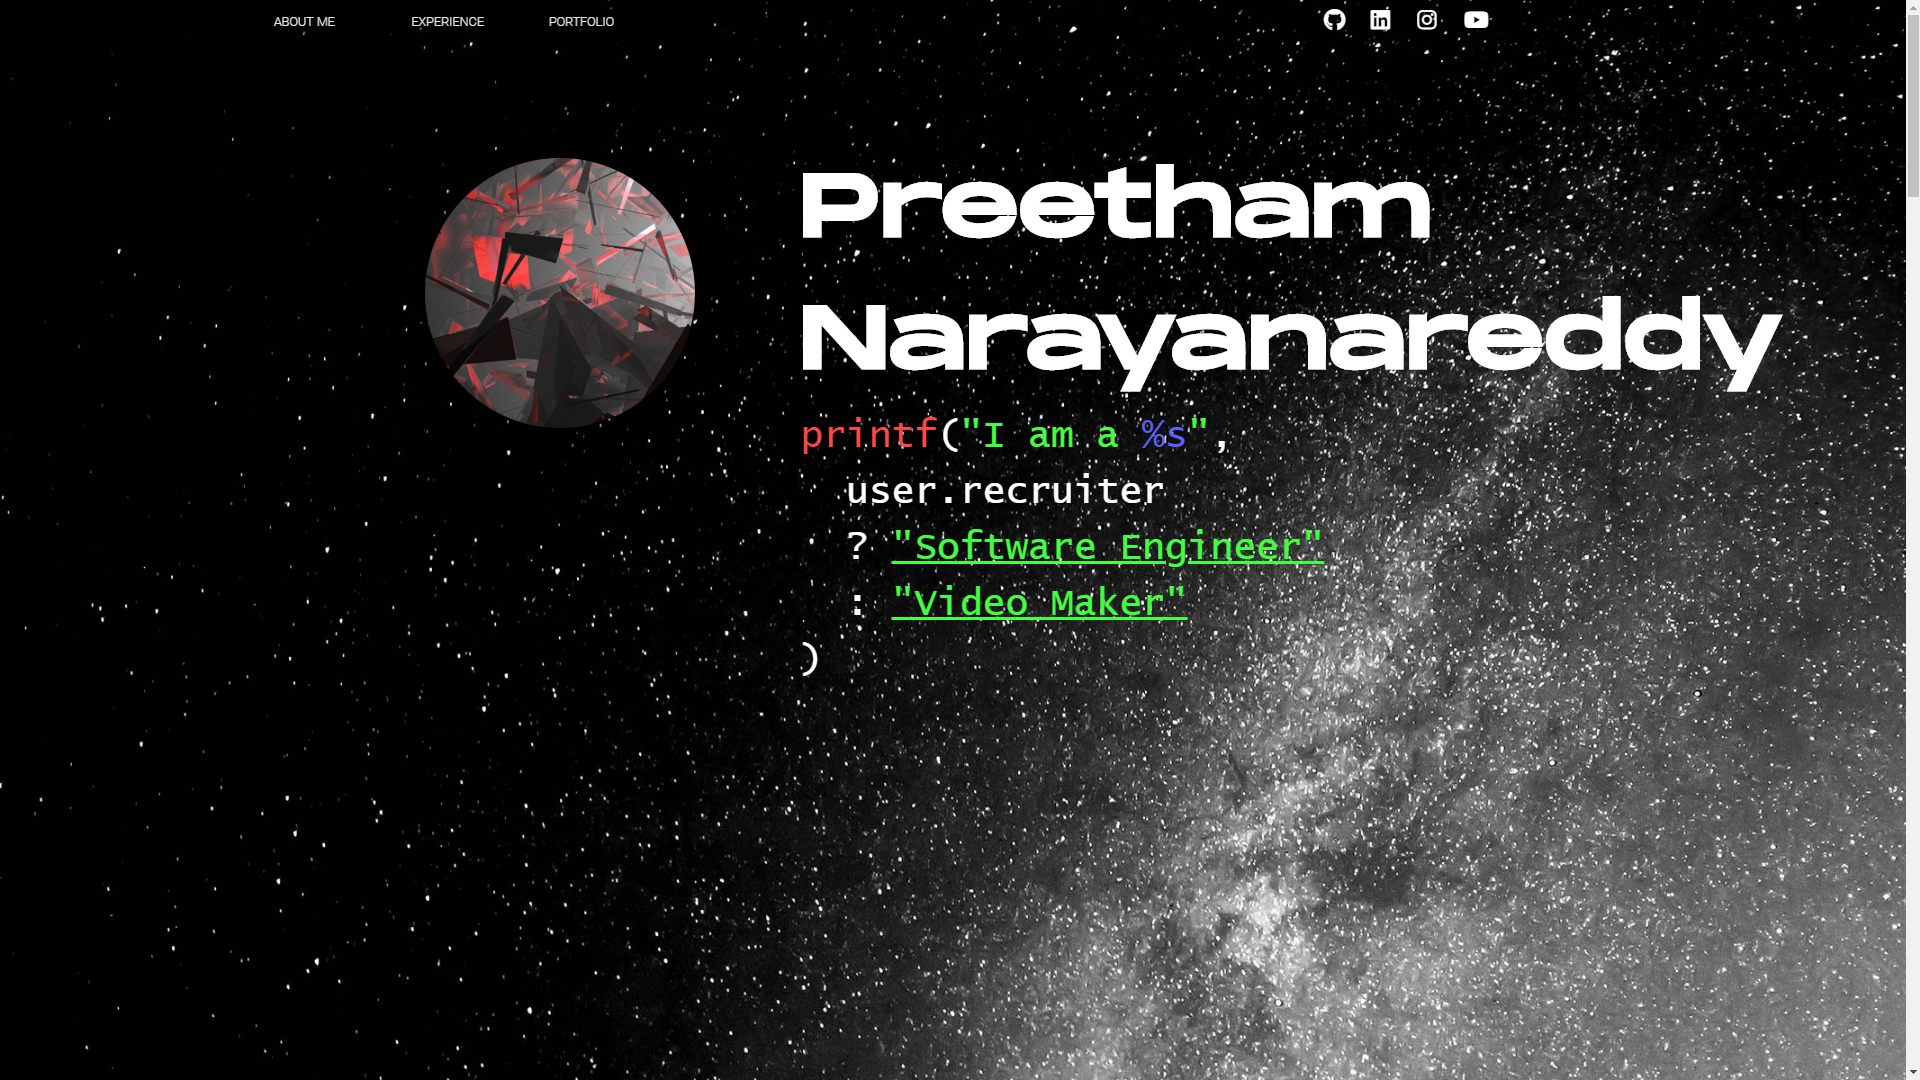 ABOUT ME
EXPERIENCE
PORTFOLIO
Preetham
Narayanareddy
printf("I am a %s",
user.recruiter
? "Software Engineer"
: "Video Maker"
)